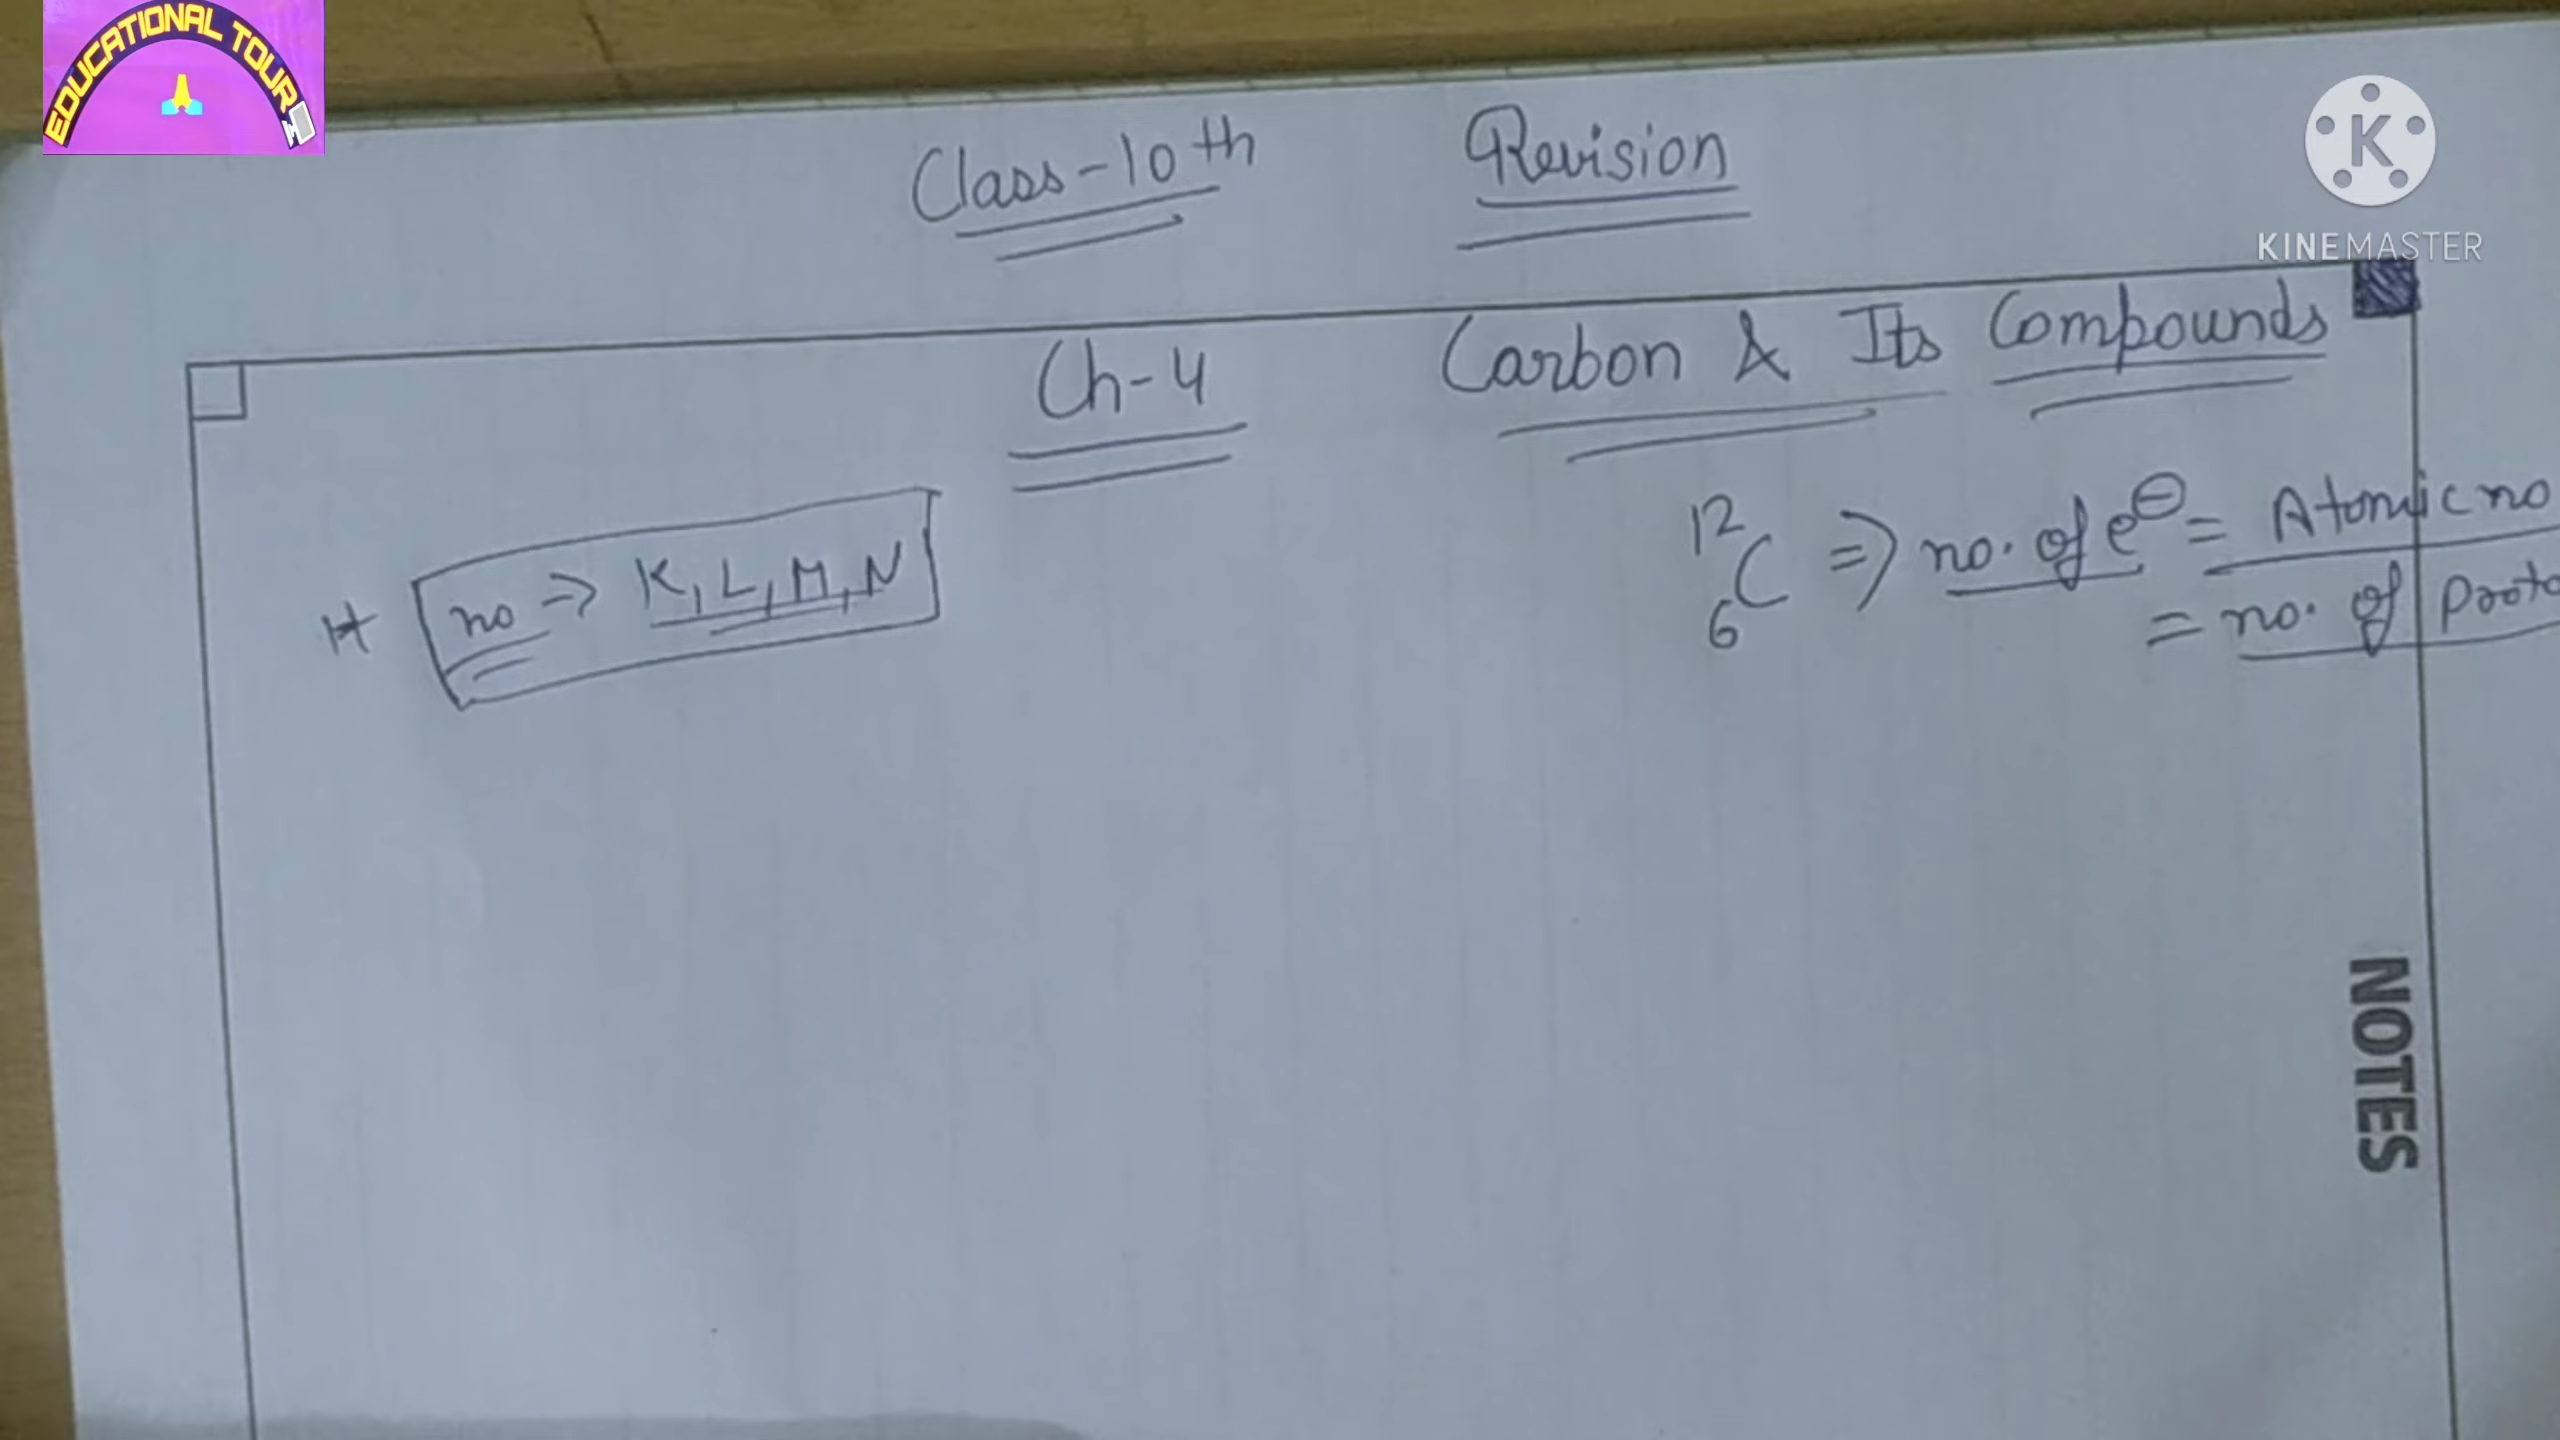 EDUCATIONAL TOUR
K
KINEMASTER
Class-10th Revision
Ch-4 Carbon & Its Compounds
no => K, L, M, N
12 6 C => no. of e⊖ = Atomic no
= no. of Proto
NOTES